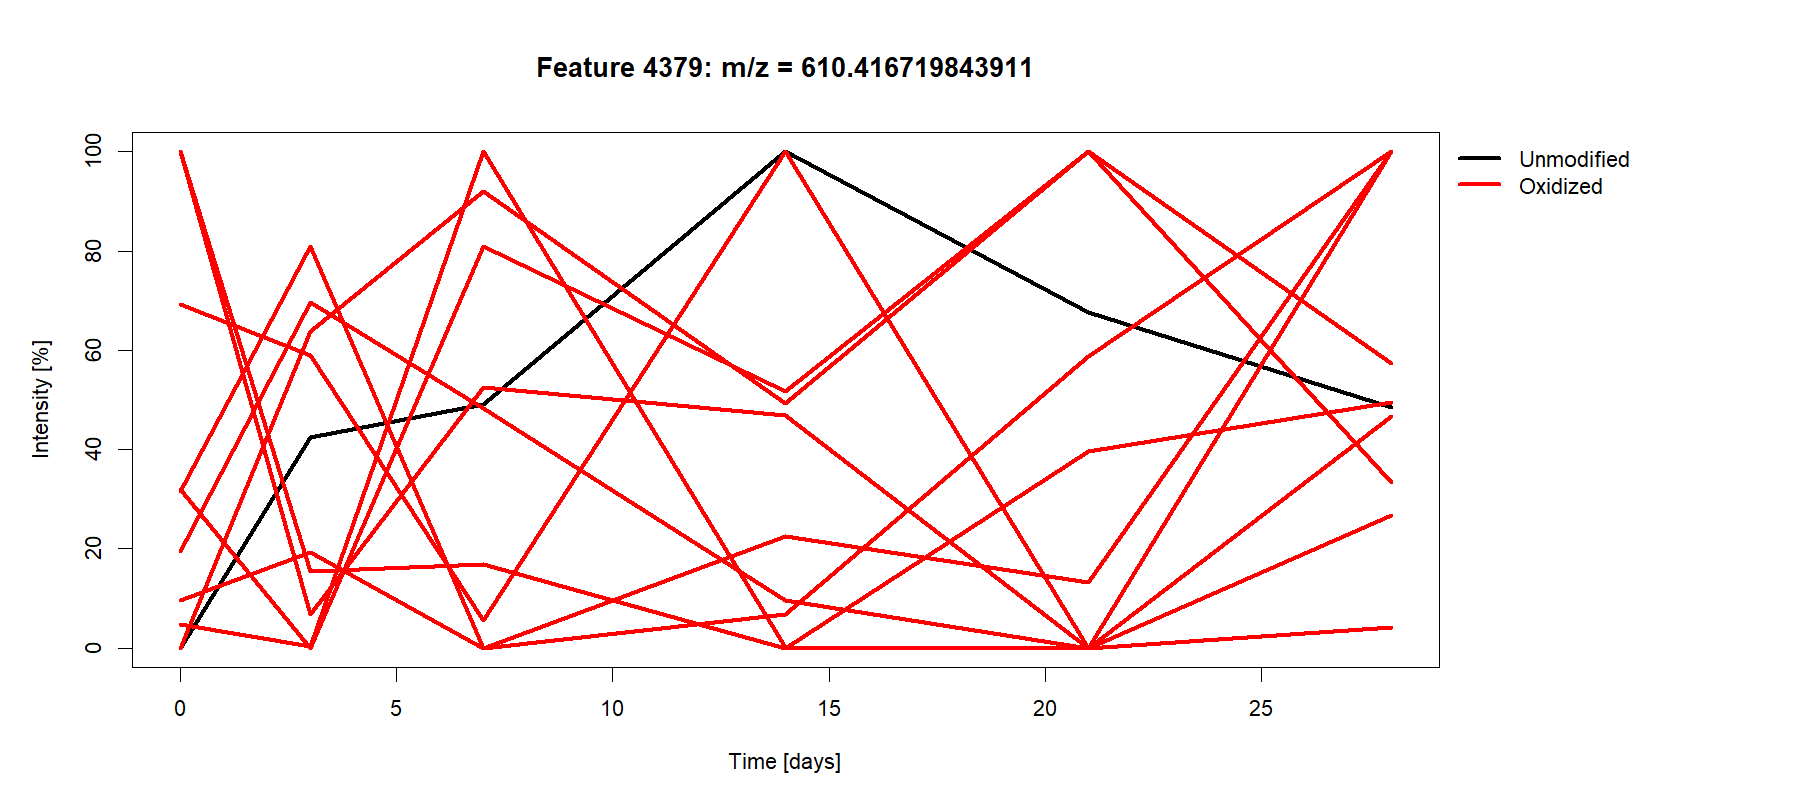 Feature 4379: m/z = 610.416719843911
Unmodified
Oxidized
Intensity [%]
100
80
60
40
20
0
0 5 10 15 20 25
Time [days]